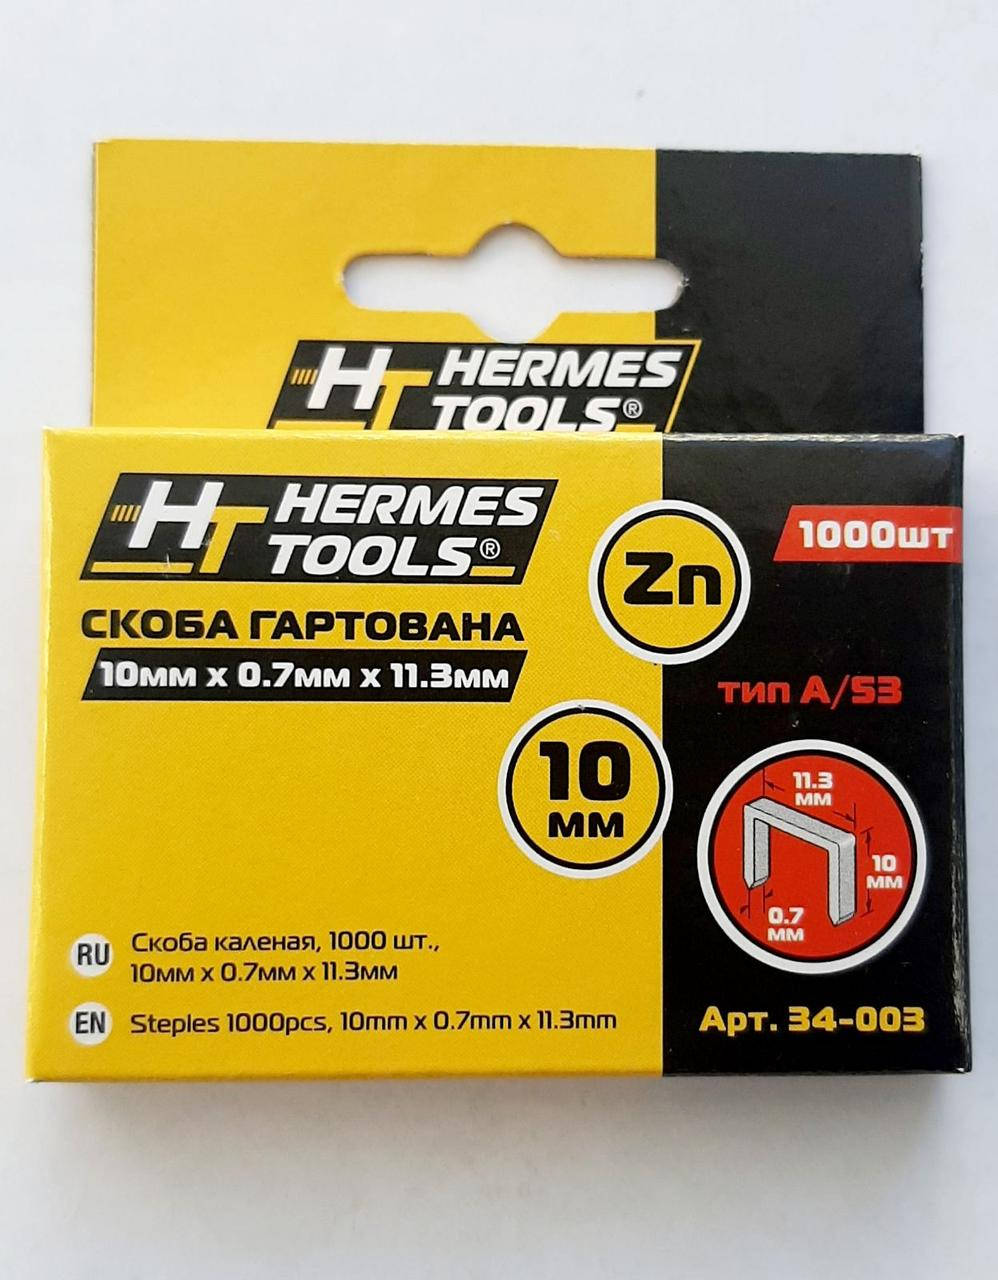 HT HERMES
TOOLS®
HT HERMES
TOOLS®
СКОБА ГАРТОВАНА
10мм x 0.7мм x 11.3мм
Zn
1000шт
тип A/S3
10
мм
11.3
мм
10
мм
0.7
мм
RU Скоба каленая, 1000 шт.,
10мм x 0.7мм x 11.3мм
EN Steples 1000pcs, 10mm x 0.7mm x 11.3mm
Арт. 34-003